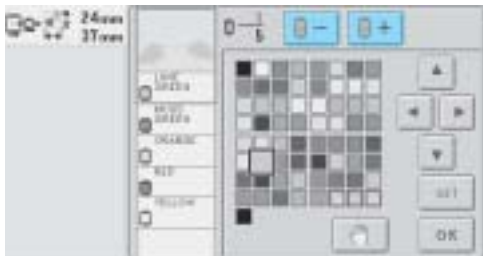 24mm
37mm
1
5
−
+
LIME
GREEN
MOSS
GREEN
ORANGE
RED
YELLOW
SET
OK